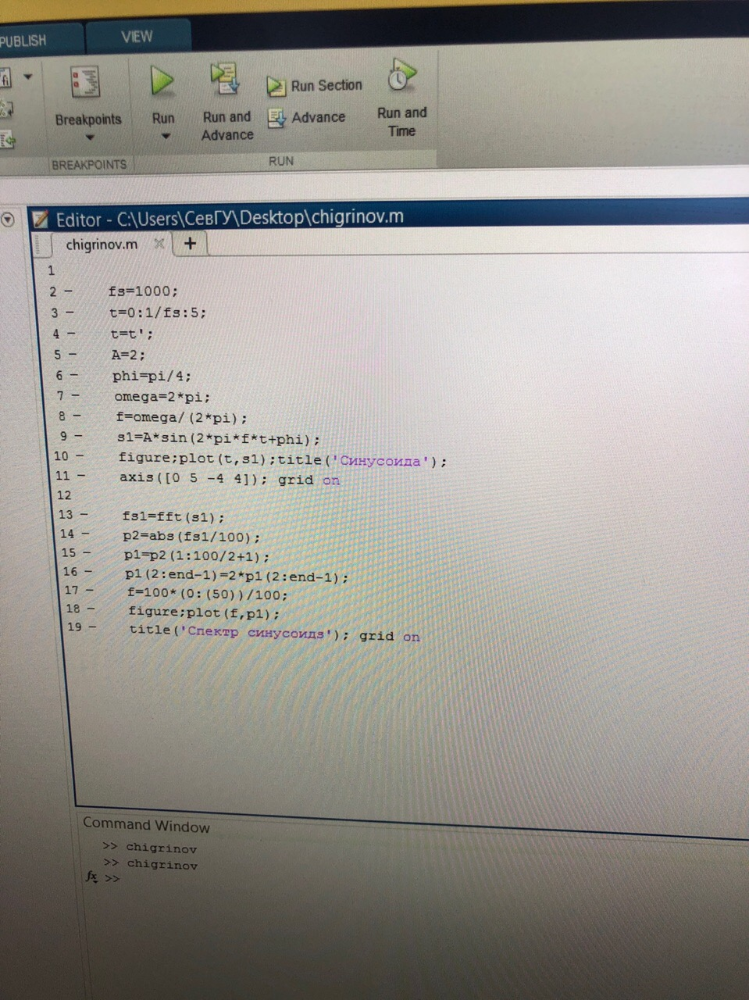 PUBLISH
VIEW
fi
Breakpoints
Run
Run and Advance
Run Section
Advance
Run and Time
BREAKPOINTS
RUN
Editor - C:\Users\СевГУ\Desktop\chigrinov.m
chigrinov.m
+
1
2 - fs=1000;
3 - t=0:1/fs:5;
4 - t=t';
5 - A=2;
6 - phi=pi/4;
7 - omega=2*pi;
8 - f=omega/(2*pi);
9 - s1=A*sin(2*pi*f*t+phi);
10 - figure;plot(t,s1);title('Синусоида');
11 - axis([0 5 -4 4]); grid on
12
13 - fs1=fft(s1);
14 - p2=abs(fs1/100);
15 - p1=p2(1:100/2+1);
16 - p1(2:end-1)=2*p1(2:end-1);
17 - f=100*(0:(50))/100;
18 - figure;plot(f,p1);
19 - title('Спектр синусоидя'); grid on
Command Window
>> chigrinov
>> chigrinov
fx >>